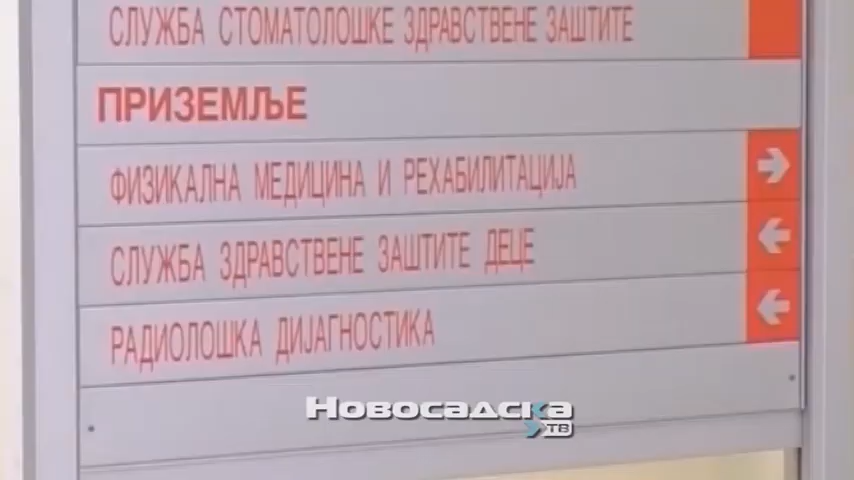 СЛУЖБА СТОМАТОЛОШКЕ ЗДРАВСТВЕНЕ ЗАШТИТЕ
ПРИЗЕМЉЕ
ФИЗИКАЛНА МЕДИЦИНА И РЕХАБИЛИТАЦИЈА
СЛУЖБА ЗДРАВСТВЕНЕ ЗАШТИТЕ ДЕЦЕ
РАДИОЛОШКА ДИЈАГНОСТИКА
НОВОСАДСКА
ТВ